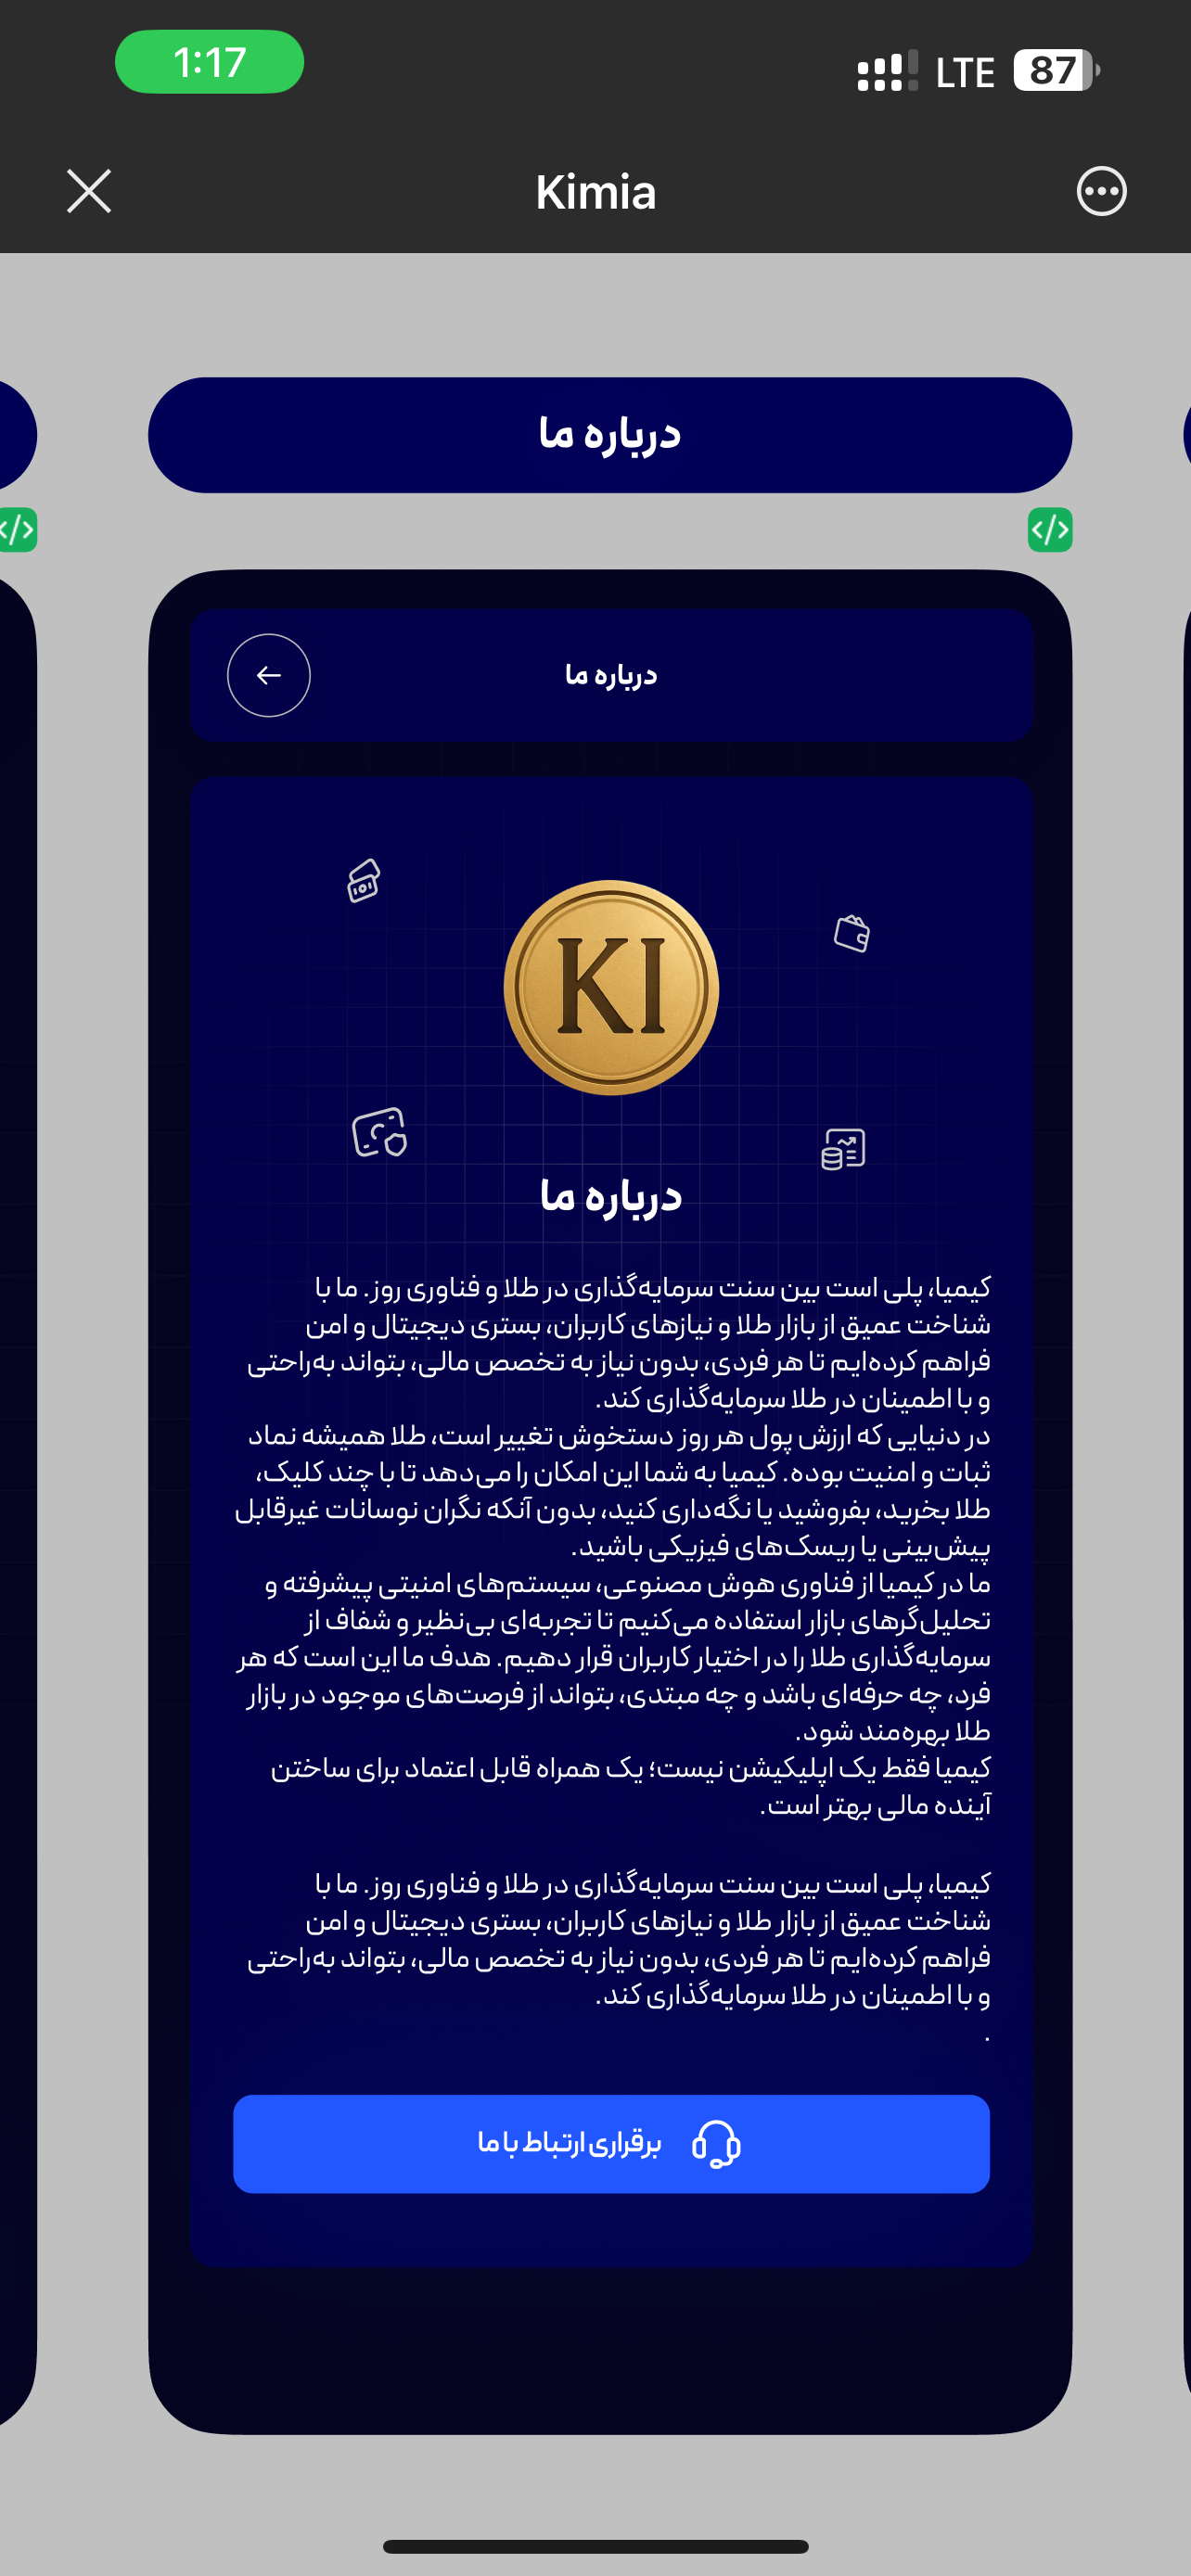 1:17
LTE 87
Kimia
درباره ما
درباره ما
KI
درباره ما
کیمیا، پلی است بین سنت سرمایه‌گذاری در طلا و فناوری روز. ما با
شناخت عمیق از بازار طلا و نیازهای کاربران، بستری دیجیتال و امن
فراهم کرده‌ایم تا هر فردی، بدون نیاز به تخصص مالی، بتواند به‌راحتی
و با اطمینان در طلا سرمایه‌گذاری کند.
در دنیایی که ارزش پول هر روز دستخوش تغییر است، طلا همیشه نماد
ثبات و امنیت بوده. کیمیا به شما این امکان را می‌دهد تا با چند کلیک،
طلا بخرید، بفروشید یا نگه‌داری کنید، بدون آنکه نگران نوسانات غیرقابل
پیش‌بینی یا ریسک‌های فیزیکی باشید.
ما در کیمیا از فناوری هوش مصنوعی، سیستم‌های امنیتی پیشرفته و
تحلیل‌گرهای بازار استفاده می‌کنیم تا تجربه‌ای بی‌نظیر و شفاف از
سرمایه‌گذاری طلا را در اختیار کاربران قرار دهیم. هدف ما این است که هر
فرد، چه حرفه‌ای باشد و چه مبتدی، بتواند از فرصت‌های موجود در بازار
طلا بهره‌مند شود.
کیمیا فقط یک اپلیکیشن نیست؛ یک همراه قابل اعتماد برای ساختن
آینده مالی بهتر است.
کیمیا، پلی است بین سنت سرمایه‌گذاری در طلا و فناوری روز. ما با
شناخت عمیق از بازار طلا و نیازهای کاربران، بستری دیجیتال و امن
فراهم کرده‌ایم تا هر فردی، بدون نیاز به تخصص مالی، بتواند به‌راحتی
و با اطمینان در طلا سرمایه‌گذاری کند.
.
برقراری ارتباط با ما